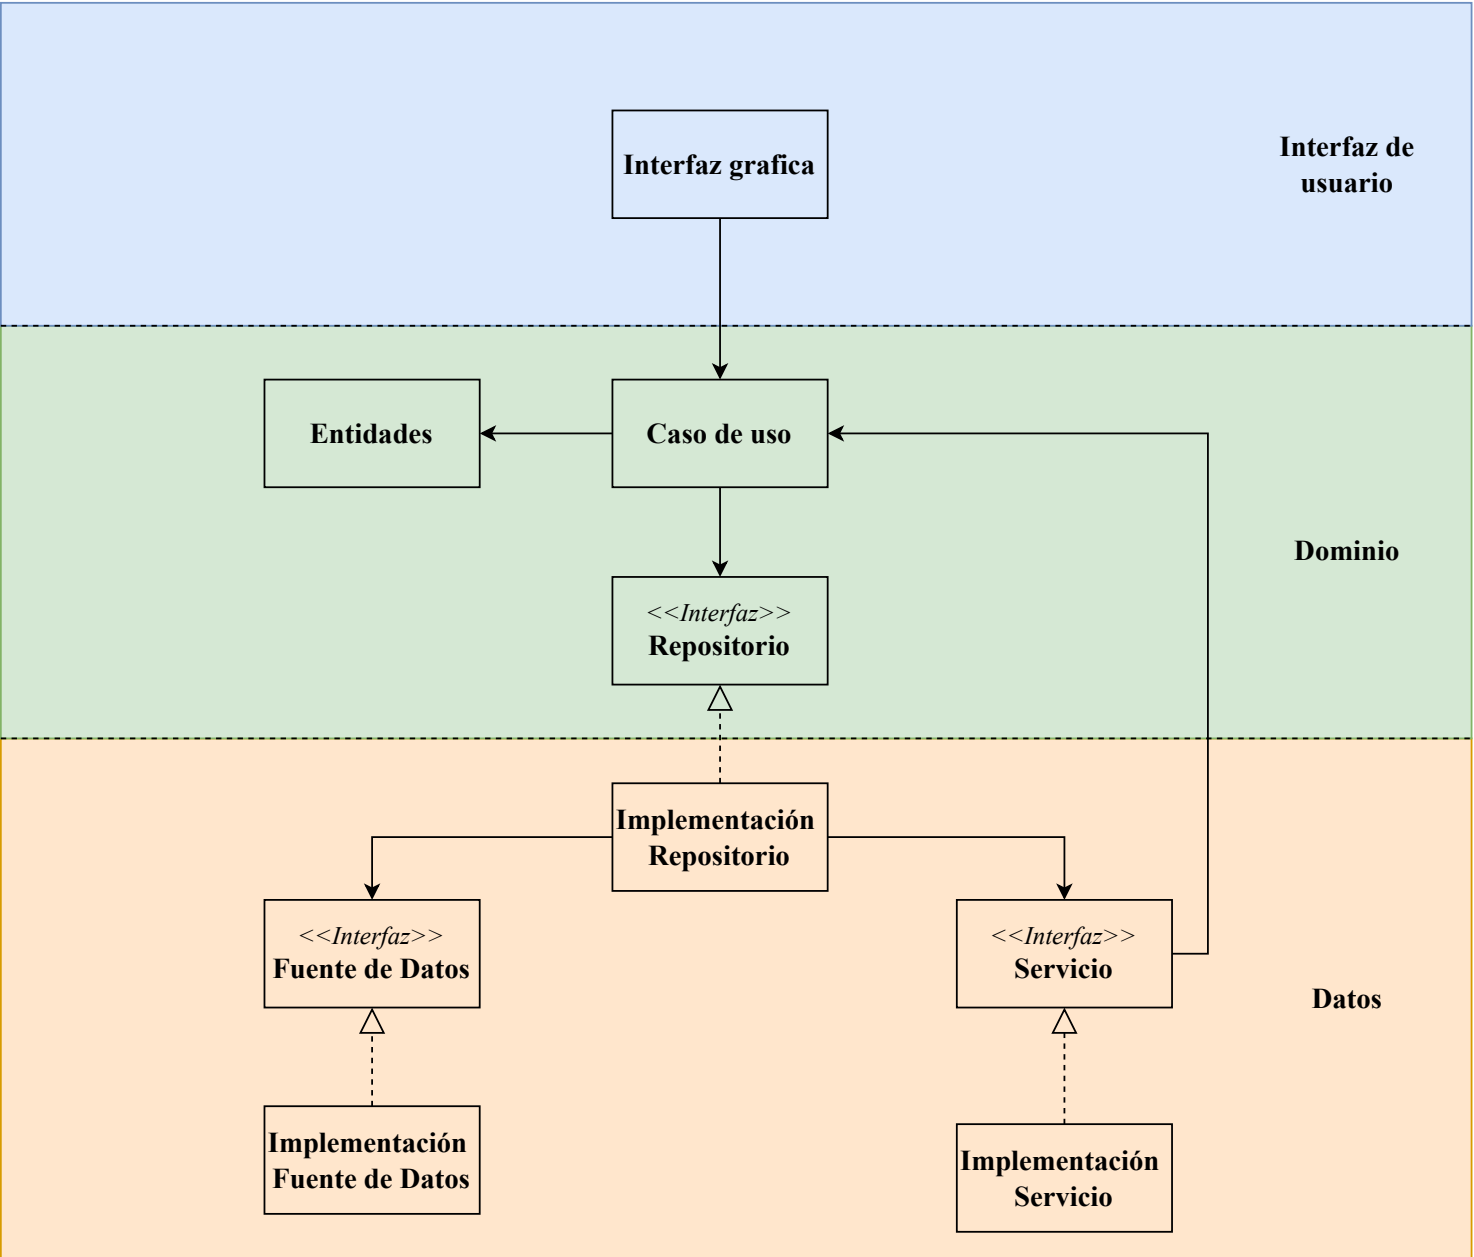 Interfaz grafica
Interfaz de
usuario
Entidades
Caso de uso
Dominio
<<Interfaz>>
Repositorio
Implementación
Repositorio
<<Interfaz>>
Fuente de Datos
<<Interfaz>>
Servicio
Datos
Implementación
Fuente de Datos
Implementación
Servicio